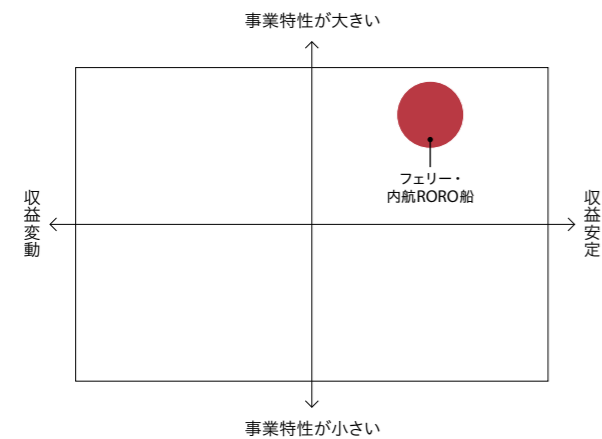 事業特性が大きい
フェリー・
内航RORO船
収益変動
収益安定
事業特性が小さい